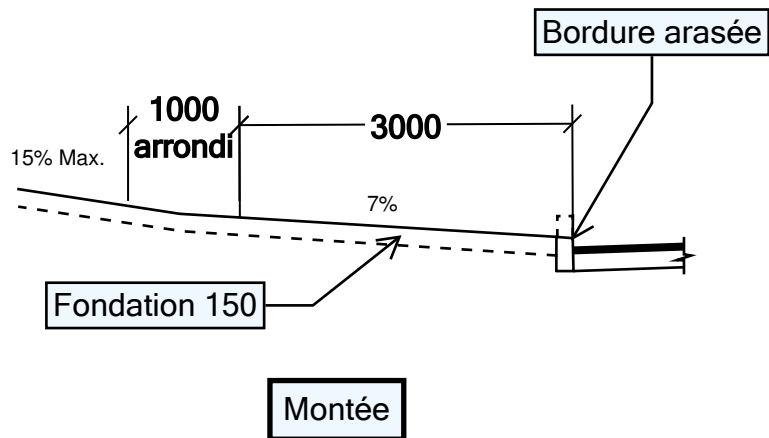 Bordure arasée
1000
arrondi
3000
15% Max.
7%
Fondation 150
Montée